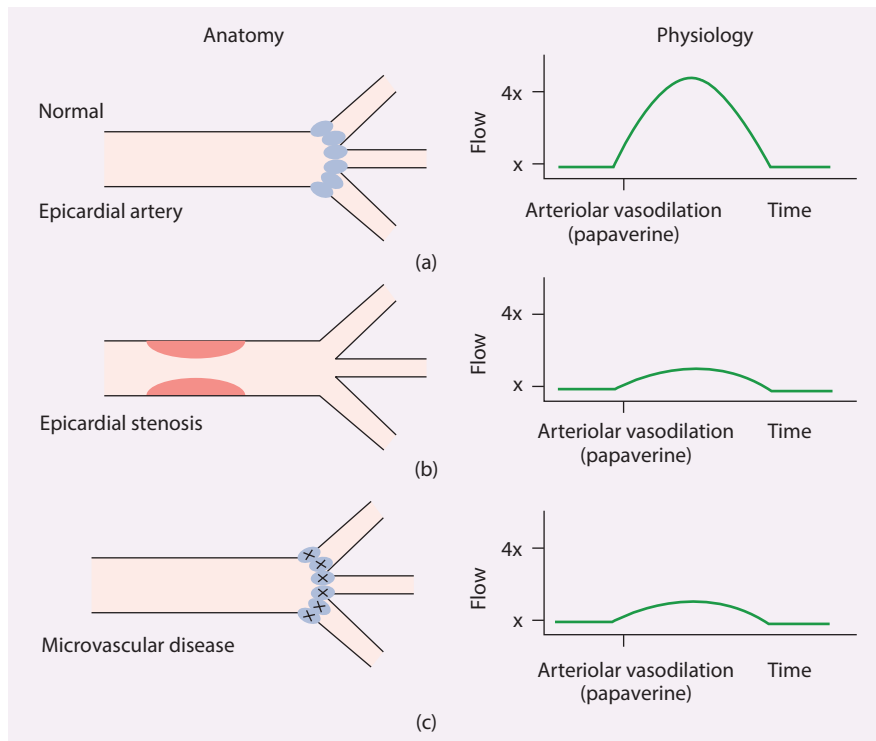 Anatomy
Physiology
Normal
Epicardial artery
Flow
4x
x
Arteriolar vasodilation
(papaverine)
Time
(a)
Epicardial stenosis
Flow
4x
x
Arteriolar vasodilation
(papaverine)
Time
(b)
Microvascular disease
Flow
4x
x
Arteriolar vasodilation
(papaverine)
Time
(c)